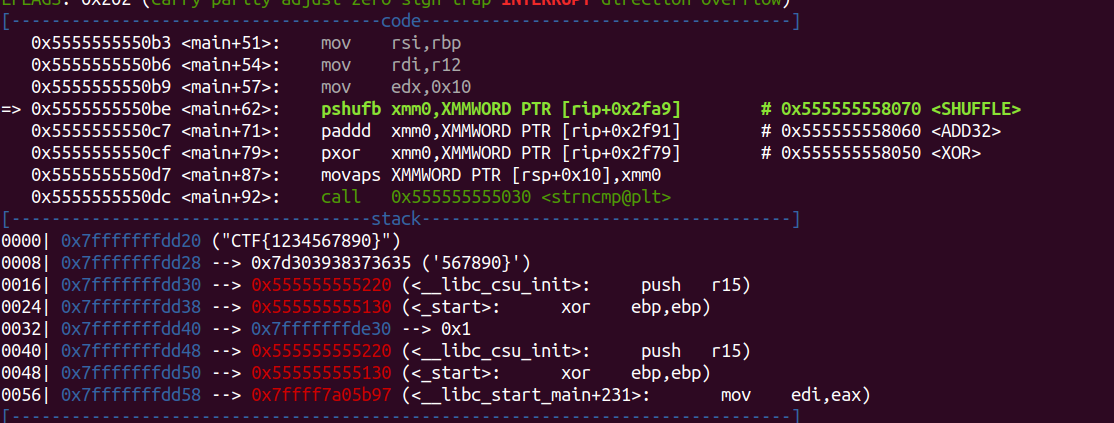 EFLAGS: 0x202 (carry parity adjust zero sign trap INTERRUPT direction overflow)
[-------------------------------------code-------------------------------------]
   0x5555555550b3 <main+51>:	mov    rsi,rbp
   0x5555555550b6 <main+54>:	mov    rdi,r12
   0x5555555550b9 <main+57>:	mov    edx,0x10
=> 0x5555555550be <main+62>:	pshufb xmm0,XMMWORD PTR [rip+0x2fa9]        # 0x555555558070 <SHUFFLE>
   0x5555555550c7 <main+71>:	paddd  xmm0,XMMWORD PTR [rip+0x2f91]        # 0x555555558060 <ADD32>
   0x5555555550cf <main+79>:	pxor   xmm0,XMMWORD PTR [rip+0x2f79]        # 0x555555558050 <XOR>
   0x5555555550d7 <main+87>:	movaps XMMWORD PTR [rsp+0x10],xmm0
   0x5555555550dc <main+92>:	call   0x555555555030 <strncmp@plt>
[------------------------------------stack-------------------------------------]
0000| 0x7fffffffdd20 ("CTF{1234567890}")
0008| 0x7fffffffdd28 --> 0x7d303938373635 ('567890}')
0016| 0x7fffffffdd30 --> 0x555555555220 (<__libc_csu_init>:	push   r15)
0024| 0x7fffffffdd38 --> 0x555555555130 (<_start>:	xor    ebp,ebp)
0032| 0x7fffffffdd40 --> 0x7fffffffde30 --> 0x1
0040| 0x7fffffffdd48 --> 0x555555555220 (<__libc_csu_init>:	push   r15)
0048| 0x7fffffffdd50 --> 0x555555555130 (<_start>:	xor    ebp,ebp)
0056| 0x7fffffffdd58 --> 0x7ffff7a05b97 (<__libc_start_main+231>:	mov    edi,eax)
[------------------------------------------------------------------------------]